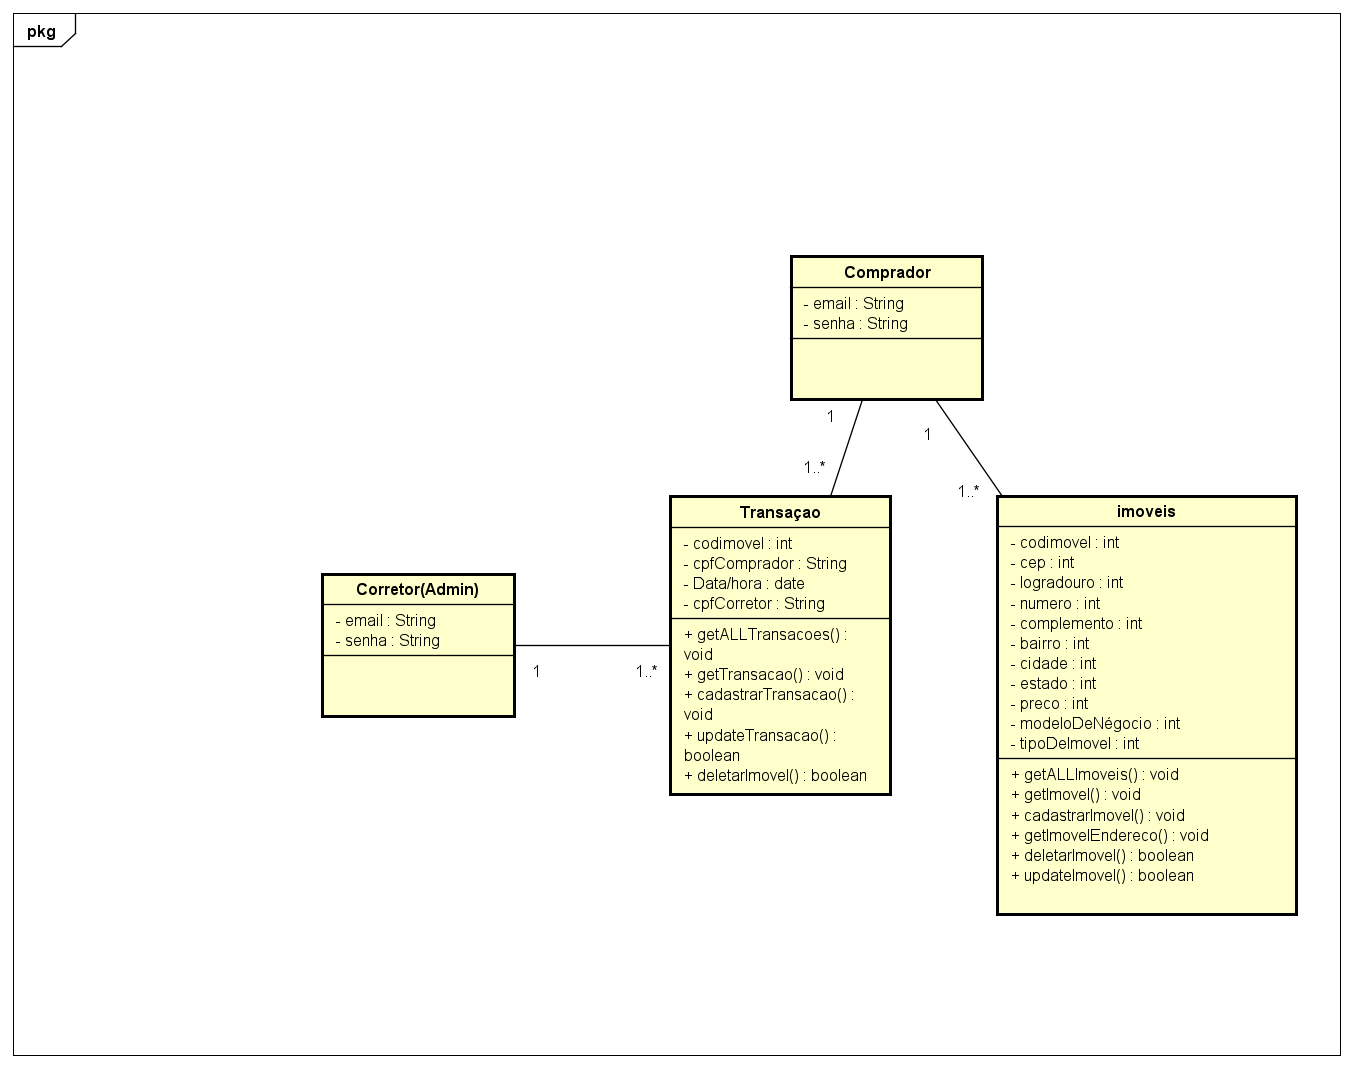 pkg
Comprador
- email : String
- senha : String
1
1
1..*
1..*
Transaçao
- codimovel : int
- cpfComprador : String
- Data/hora : date
- cpfCorretor : String
+ getALLTransacoes() :
void
+ getTransacao() : void
+ cadastrarTransacao() :
void
+ updateTransacao() :
boolean
+ deletarImovel() : boolean
imoveis
- codimovel : int
- cep : int
- logradouro : int
- numero : int
- complemento : int
- bairro : int
- cidade : int
- estado : int
- preco : int
- modeloDeNégocio : int
- tipoDeImovel : int
+ getALLImoveis() : void
+ getImovel() : void
+ cadastrarImovel() : void
+ getImovelEndereco() : void
+ deletarImovel() : boolean
+ updateImovel() : boolean
Corretor(Admin)
- email : String
- senha : String
1
1..*